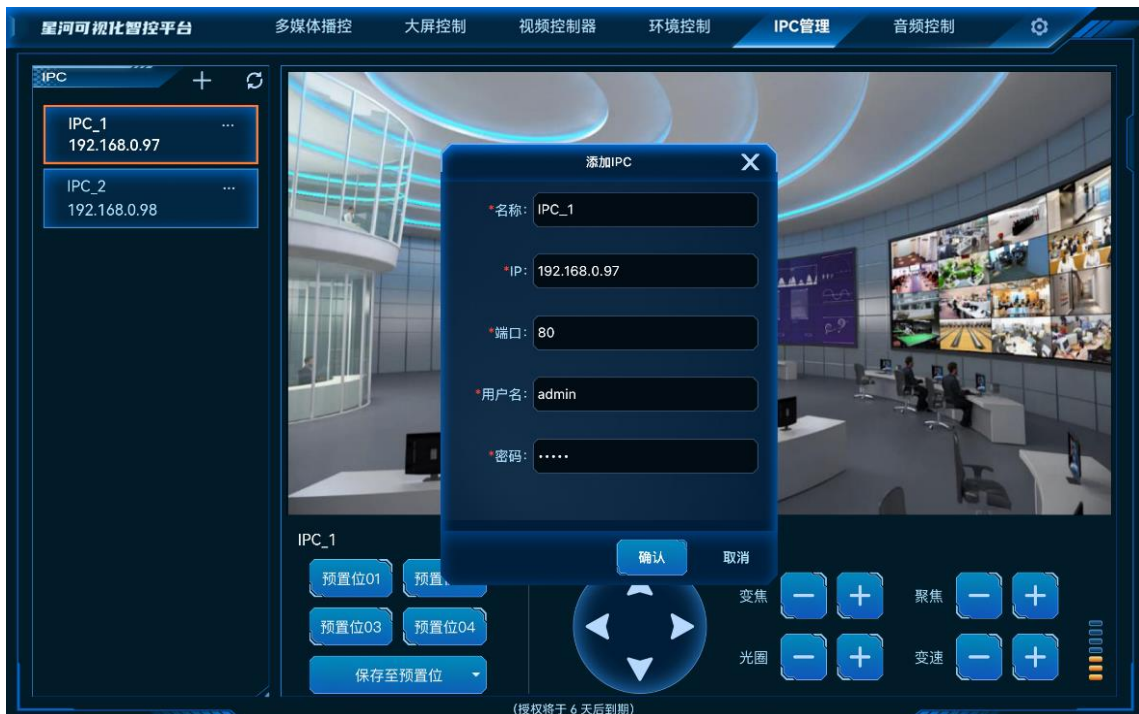 星河可视化智控平台
多媒体播控
大屏控制
视频控制器
环境控制
IPC管理
音频控制
IPC
IPC_1
192.168.0.97
IPC_2
192.168.0.98
添加IPC
*名称: IPC_1
*IP: 192.168.0.97
*端口: 80
*用户名: admin
*密码: •••••
确认
取消
IPC_1
预置位01
预置
预置位03
预置位04
保存至预置位
变焦
聚焦
光圈
变速
(授权将于 6 天后到期)